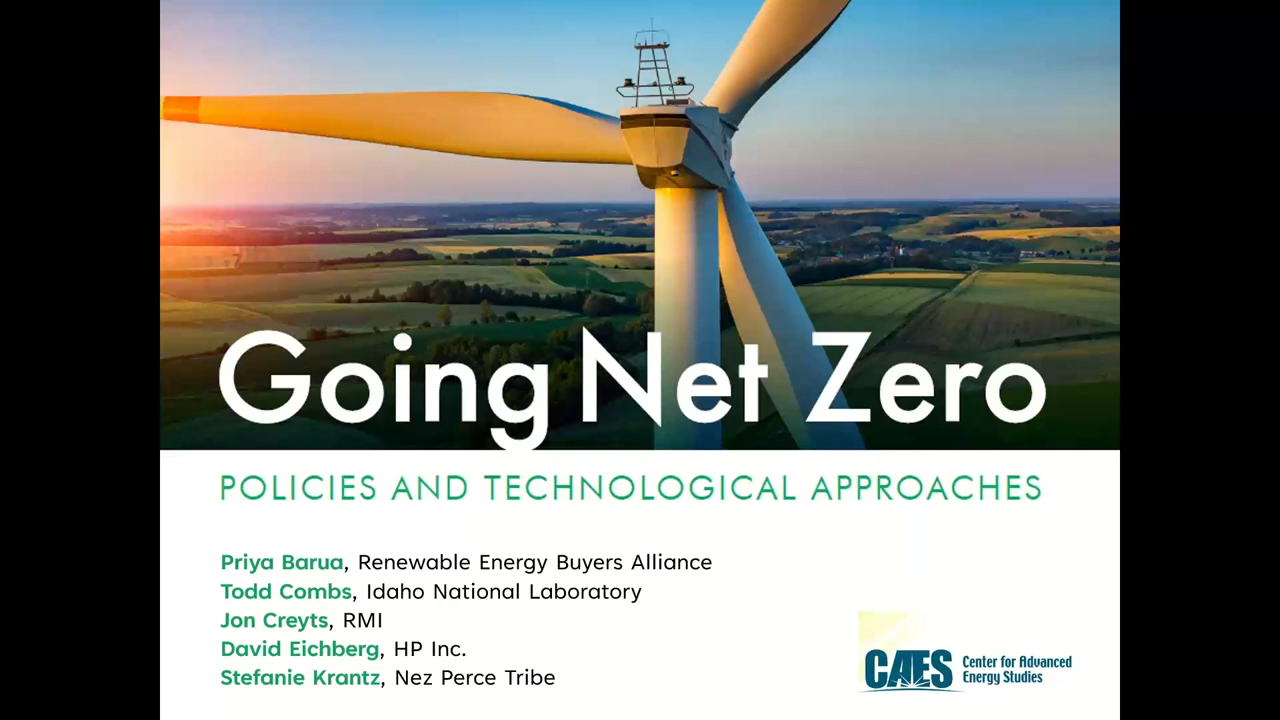 Going Net Zero
POLICIES AND TECHNOLOGICAL APPROACHES
Priya Barua, Renewable Energy Buyers Alliance
Todd Combs, Idaho National Laboratory
Jon Creyts, RMI
David Eichberg, HP Inc.
Stefanie Krantz, Nez Perce Tribe
CAES Center for Advanced
Energy Studies